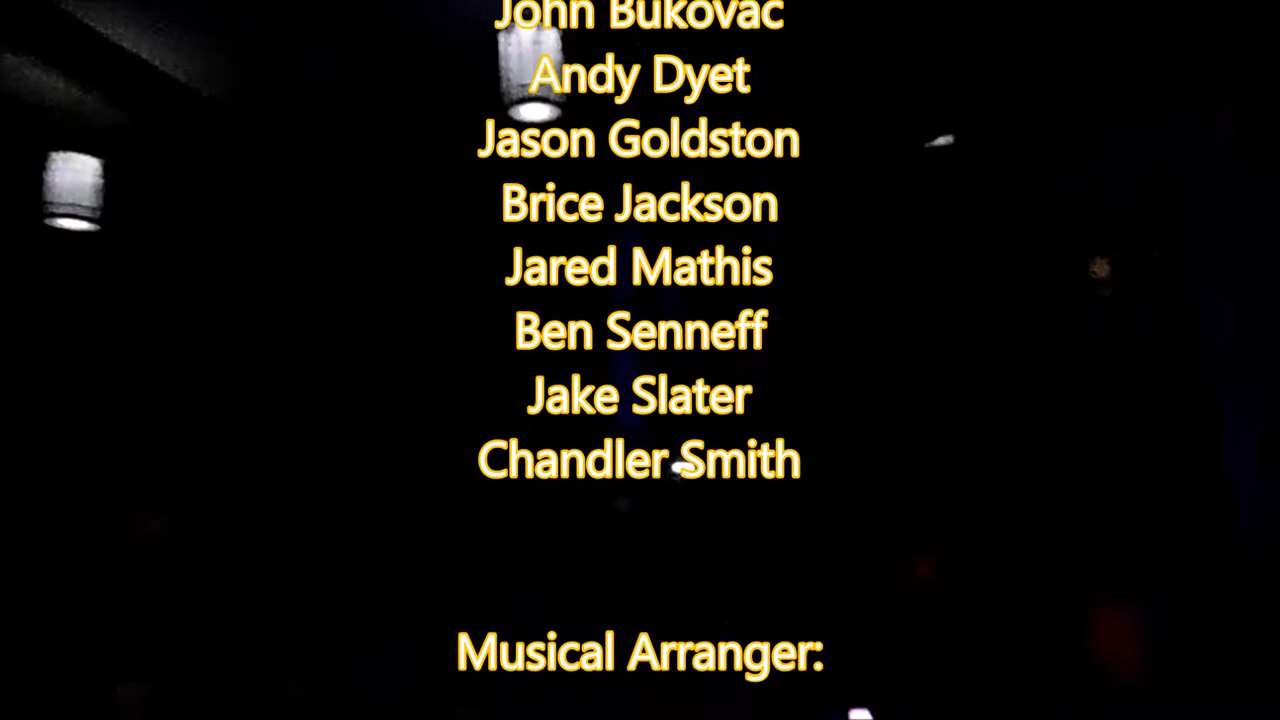 John Bukovac
Andy Dyet
Jason Goldston
Brice Jackson
Jared Mathis
Ben Senneff
Jake Slater
Chandler Smith
Musical Arranger: